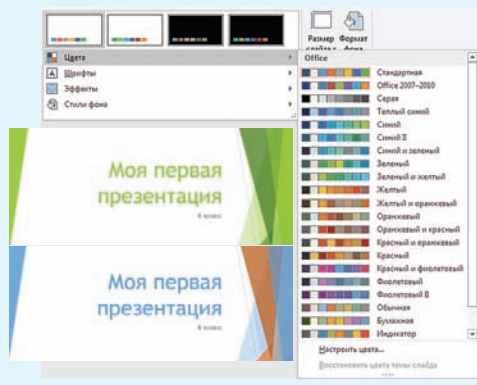 Размер Формат
слайда фона
Цвета
Шрифты
Эффекты
Стили фона
Office
Стандартная
Office 2007–2010
Серая
Теплый синий
Синий
Синий II
Синий и зеленый
Зеленый
Зеленый и желтый
Желтый
Желтый и оранжевый
Оранжевый
Оранжевый и красный
Красный и оранжевый
Красный
Красный и фиолетовый
Фиолетовый
Фиолетовый II
Обычная
Бумажная
Индикатор
Настроить цвета...
Восстановить цвета темы слайда
Моя первая
презентация
6 класс
Моя первая
презентация
6 класс